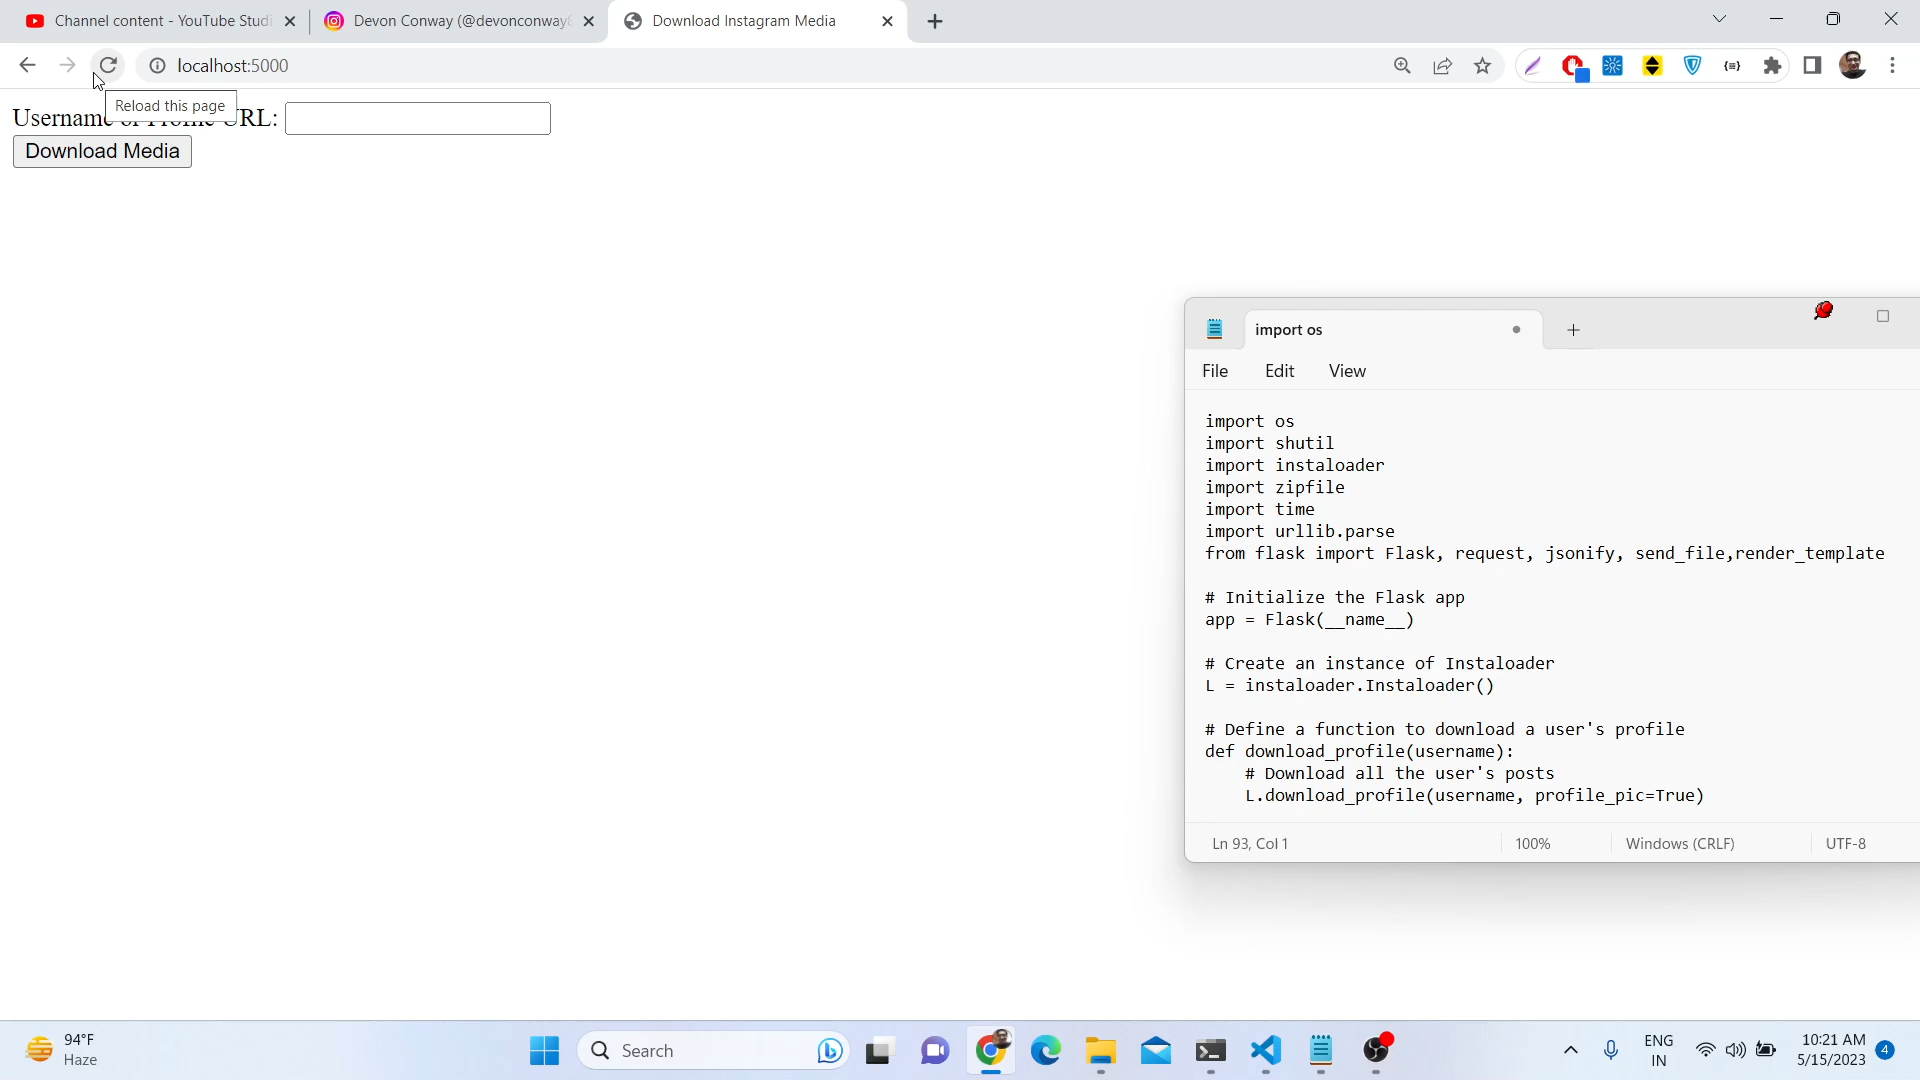 Channel content - YouTube Studi
Devon Conway (@devonconway8
Download Instagram Media
localhost:5000
Reload this page
Username or Profile URL:
Download Media
import os
File Edit View
import os
import shutil
import instaloader
import zipfile
import time
import urllib.parse
from flask import Flask, request, jsonify, send_file,render_template
# Initialize the Flask app
app = Flask(__name__)
# Create an instance of Instaloader
L = instaloader.Instaloader()
# Define a function to download a user's profile
def download_profile(username):
# Download all the user's posts
L.download_profile(username, profile_pic=True)
Ln 93, Col 1 100% Windows (CRLF) UTF-8
94°F
Haze
Search
ENG
IN
10:21 AM
5/15/2023
4